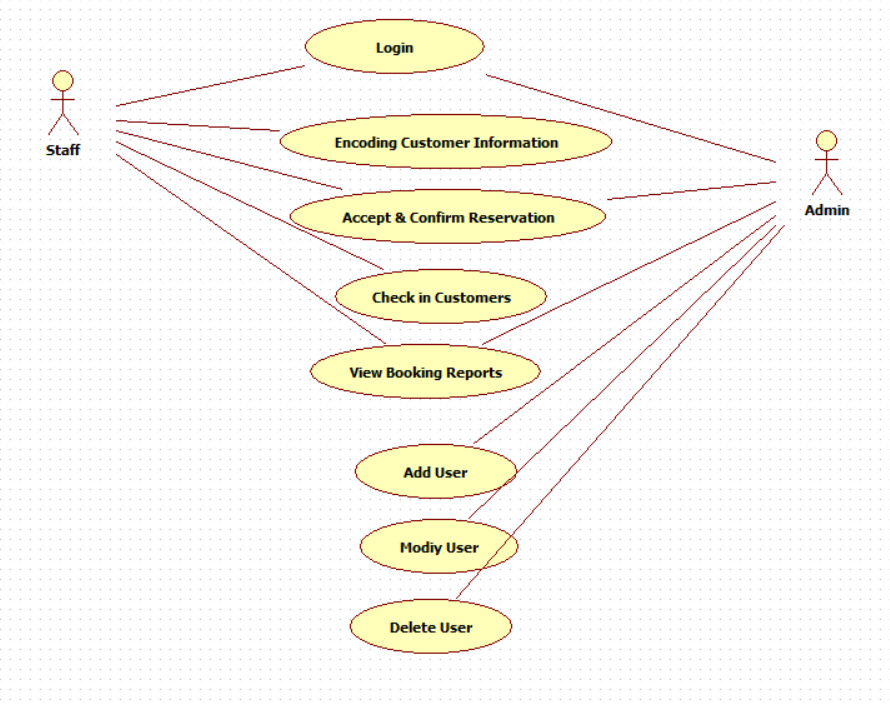 Login
Staff
Encoding Customer Information
Accept & Confirm Reservation
Admin
Check in Customers
View Booking Reports
Add User
Modiy User
Delete User